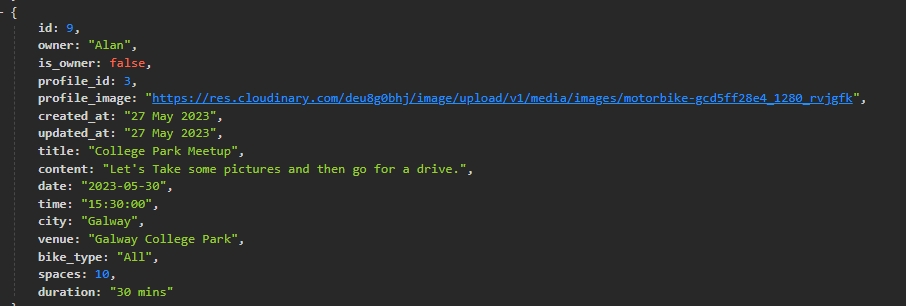 {
id: 9,
owner: "Alan",
is_owner: false,
profile_id: 3,
profile_image: "https://res.cloudinary.com/deu8g0bhj/image/upload/v1/media/images/motorbike-gcd5ff28e4_1280_rvjgfk",
created_at: "27 May 2023",
updated_at: "27 May 2023",
title: "College Park Meetup",
content: "Let's Take some pictures and then go for a drive.",
date: "2023-05-30",
time: "15:30:00",
city: "Galway",
venue: "Galway College Park",
bike_type: "All",
spaces: 10,
duration: "30 mins"